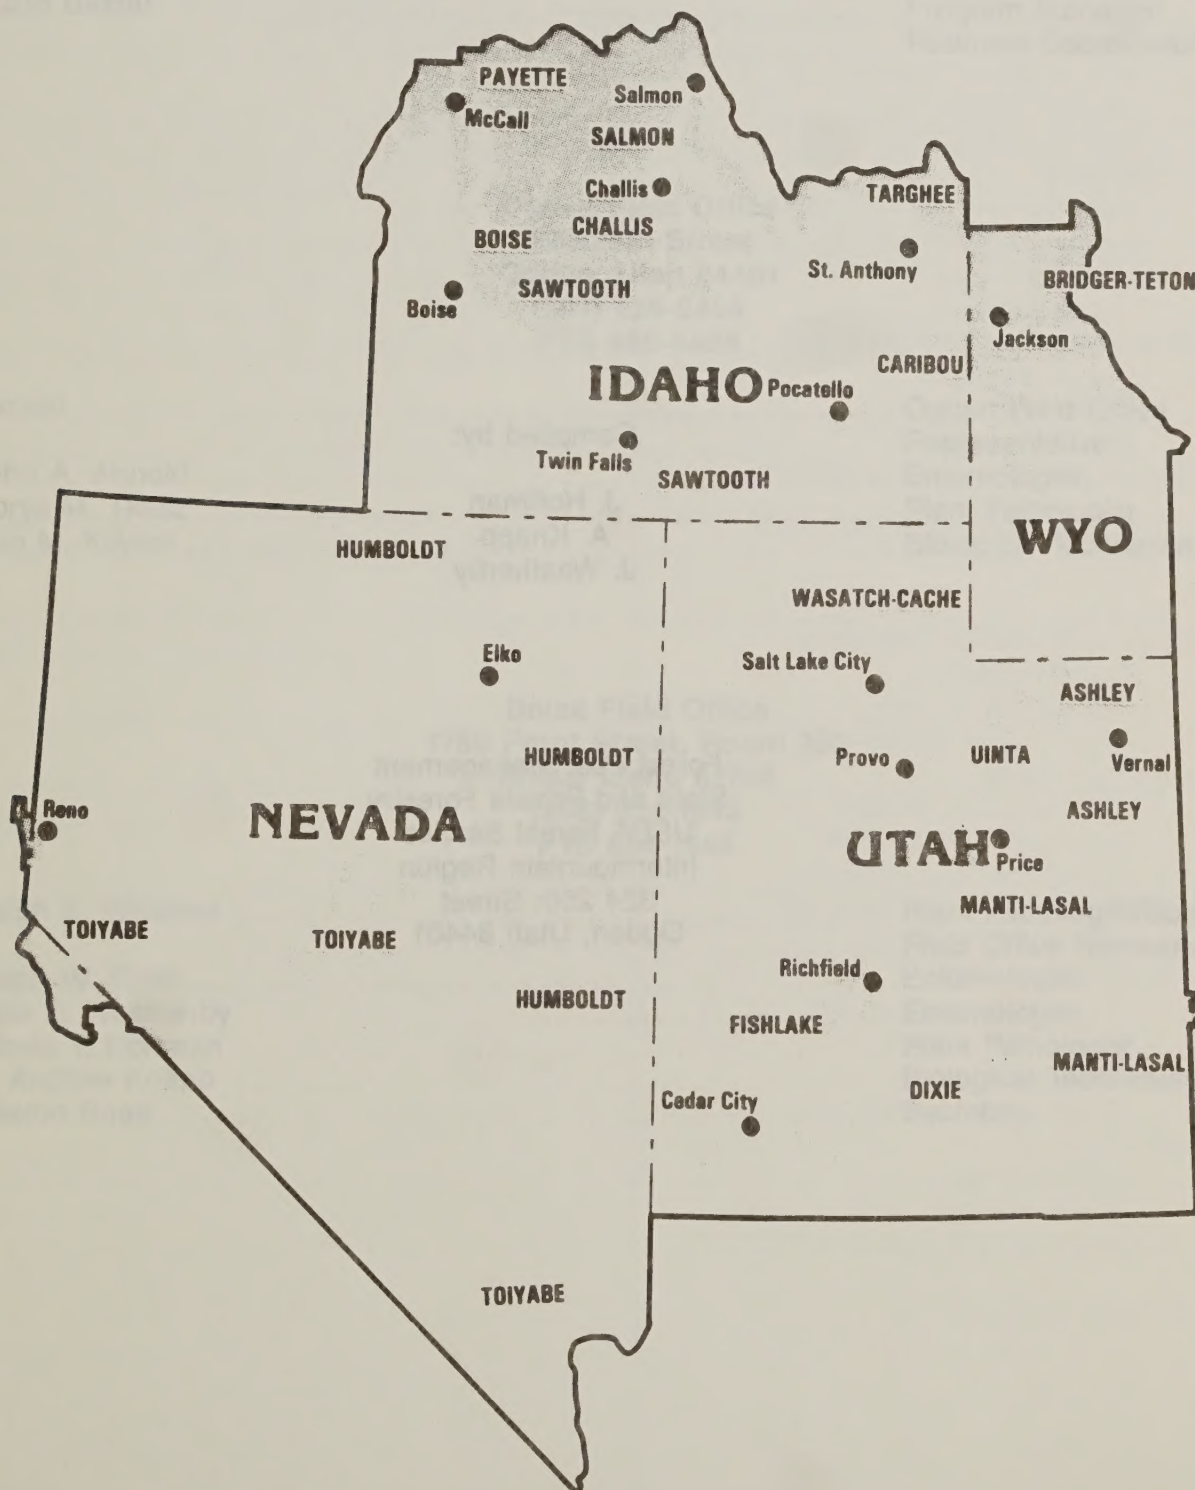 PAYETTE
Salmon
McCall
SALMON
Challis
TARGHEE
CHALLIS
BOISE
St. Anthony
BRIDGER-TETON
SAWTOOTH
Boise
Jackson
CARIBOU
IDAHO
Pocatello
Twin Falls
SAWTOOTH
WYO
HUMBOLDT
WASATCH-CACHE
Elko
Salt Lake City
ASHLEY
HUMBOLDT
Provo
UINTA
Vernal
Reno
NEVADA
ASHLEY
UTAH
Price
MANTI-LASAL
TOIYABE
TOIYABE
Richfield
HUMBOLDT
FISHLAKE
MANTI-LASAL
DIXIE
Cedar City
TOIYABE